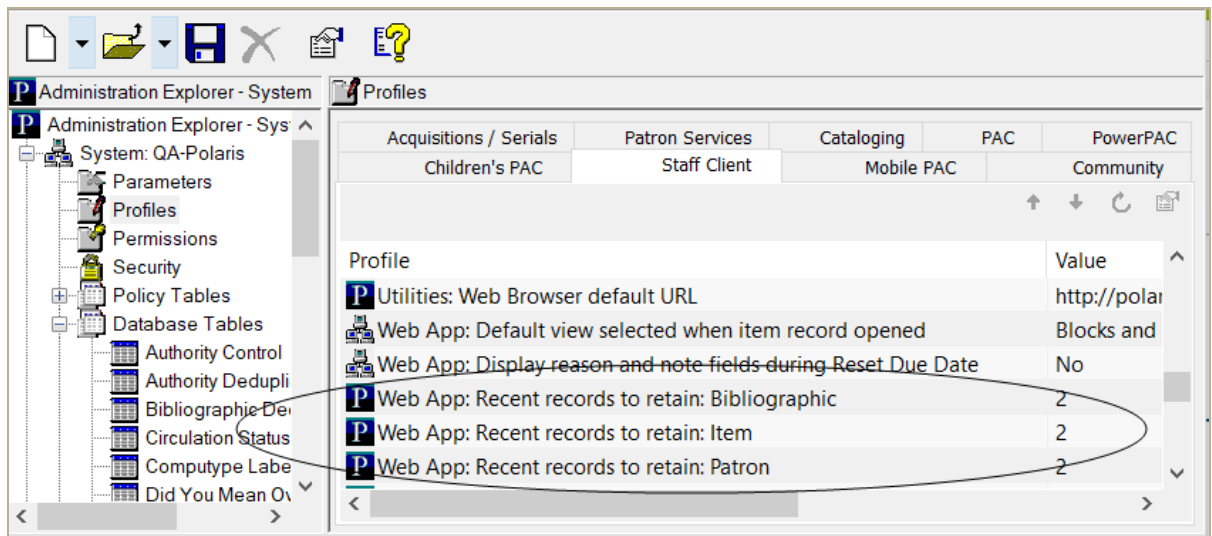 Administration Explorer - System
Profiles
Administration Explorer - Sys
System: QA-Polaris
Parameters
Profiles
Permissions
Security
Policy Tables
Database Tables
Authority Control
Authority Dedupli
Bibliographic De
Circulation Status
Computype Labe
Did You Mean Ov
Acquisitions / Serials Patron Services Cataloging PAC PowerPAC
Children's PAC Staff Client Mobile PAC Community
Profile Value
Utilities: Web Browser default URL http://polar
Web App: Default view selected when item record opened Blocks and
Web App: Display reason and note fields during Reset Due Date No
Web App: Recent records to retain: Bibliographic 2
Web App: Recent records to retain: Item 2
Web App: Recent records to retain: Patron 2